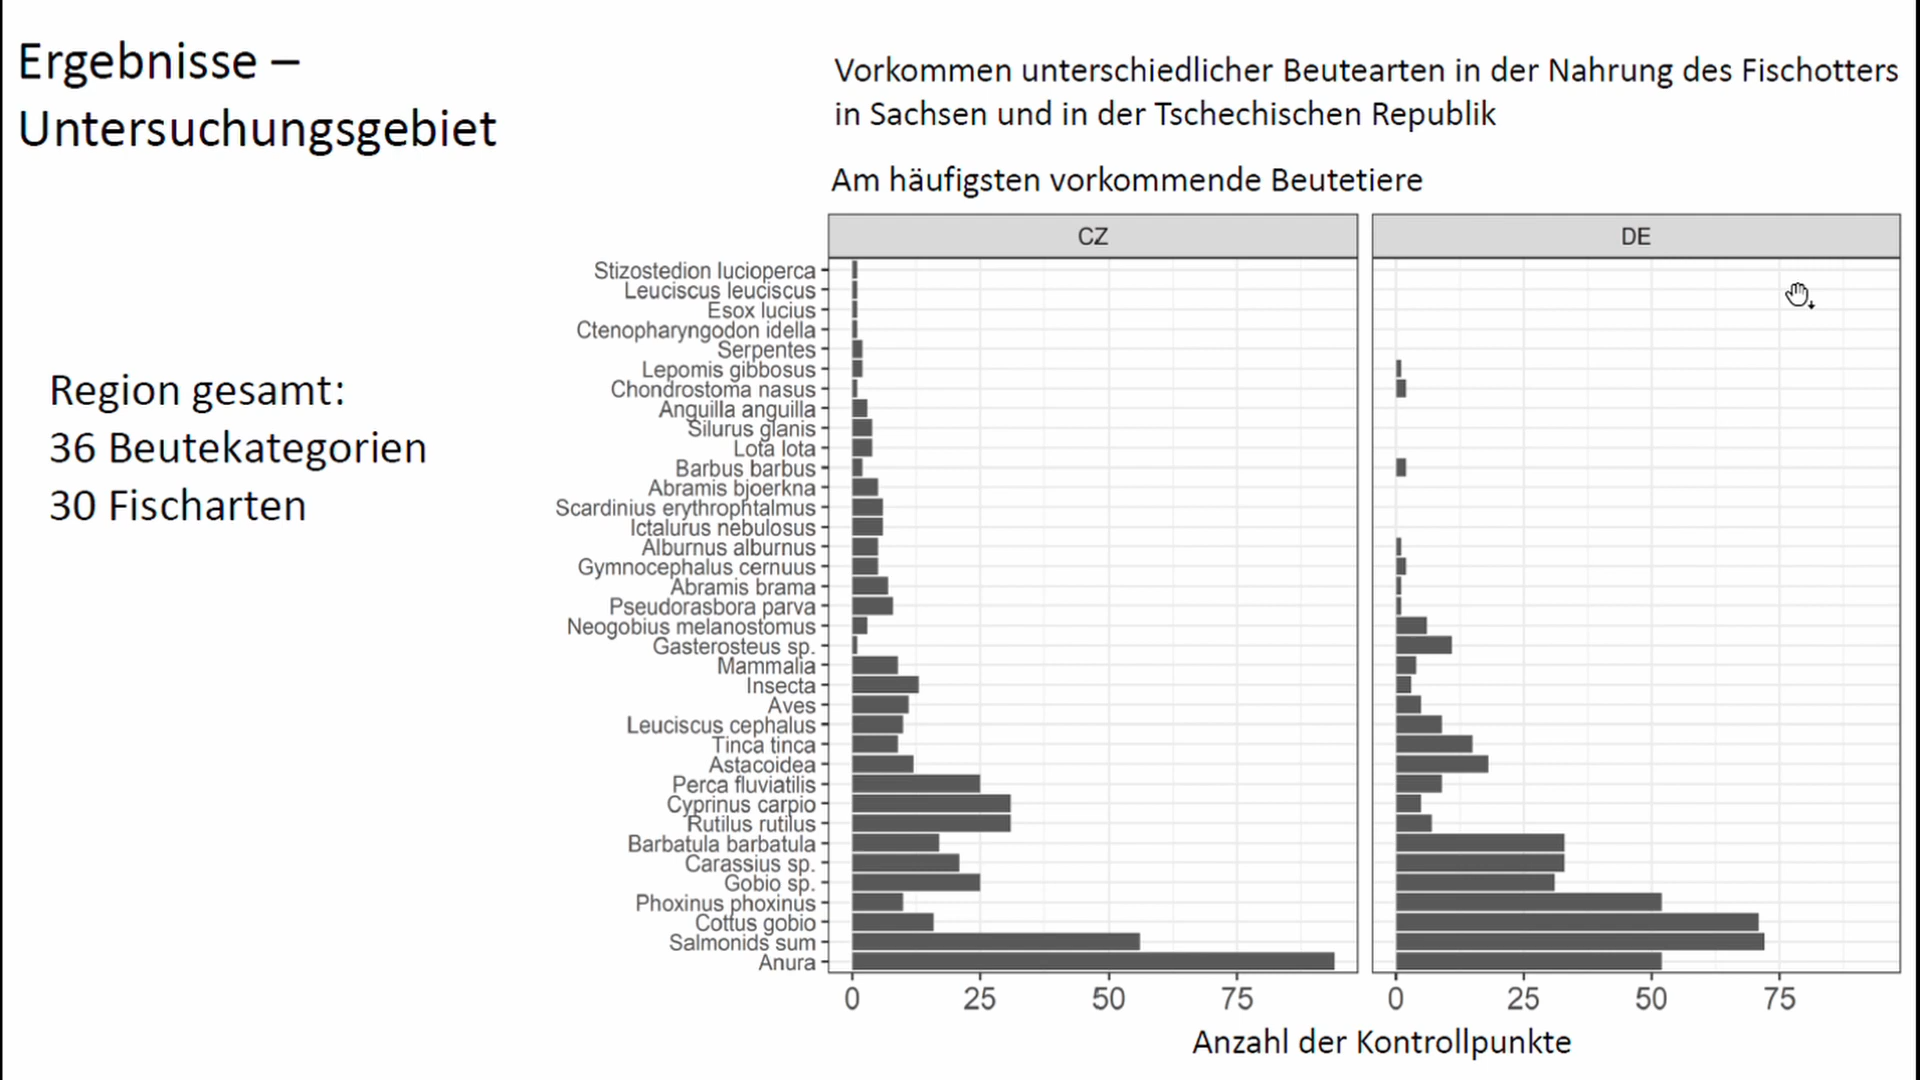 Ergebnisse –
Untersuchungsgebiet
Vorkommen unterschiedlicher Beutearten in der Nahrung des Fischotters
in Sachsen und in der Tschechischen Republik
Am häufigsten vorkommende Beutetiere
Region gesamt:
36 Beutekategorien
30 Fischarten
CZ
DE
Stizostedion lucioperca
Leuciscus leuciscus
Esox lucius
Ctenopharyngodon idella
Serpentes
Lepomis gibbosus
Chondrostoma nasus
Anguilla anguilla
Silurus glanis
Lota lota
Barbus barbus
Abramis bjoerkna
Scardinius erythrophtalmus
Ictalurus nebulosus
Alburnus alburnus
Gymnocephalus cernuus
Abramis brama
Pseudorasbora parva
Neogobius melanostomus
Gasterosteus sp.
Mammalia
Insecta
Aves
Leuciscus cephalus
Tinca tinca
Astacoidea
Perca fluviatilis
Cyprinus carpio
Rutilus rutilus
Barbatula barbatula
Carassius sp.
Gobio sp.
Phoxinus phoxinus
Cottus gobio
Salmonids sum
Anura
0 25 50 75
0 25 50 75
Anzahl der Kontrollpunkte